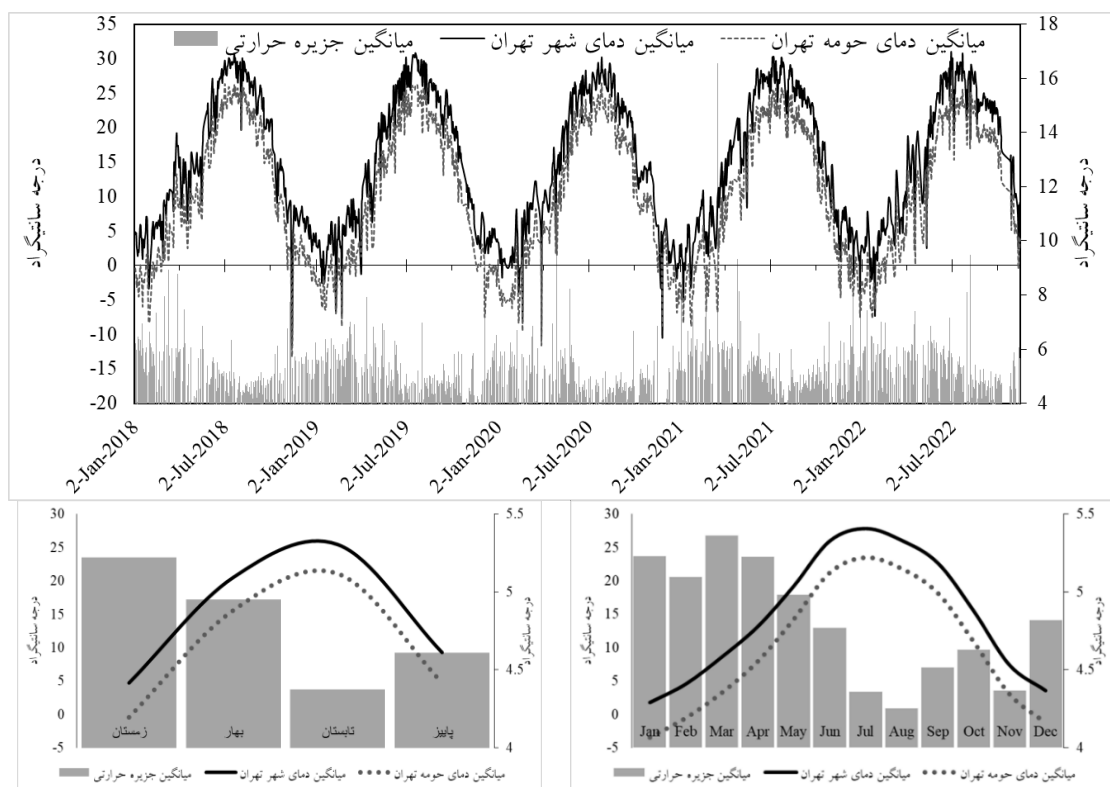 میانگین جزیره حرارتی
میانگین دمای شهر تهران
میانگین دمای حومه تهران
35
30
25
20
15
10
5
0
-5
-10
-15
-20
درجه سانتیگراد
18
16
14
12
10
8
6
4
درجه سانتیگراد
2-Jan-2018
2-Jul-2018
2-Jan-2019
2-Jul-2019
2-Jan-2020
2-Jul-2020
2-Jan-2021
2-Jul-2021
2-Jan-2022
2-Jul-2022
30
25
20
15
10
5
0
-5
درجه سانتیگراد
5.5
5
4.5
4
درجه سانتیگراد
زمستان
بهار
تابستان
پاییز
میانگین جزیره حرارتی
میانگین دمای شهر تهران
میانگین دمای حومه تهران
30
25
20
15
10
5
0
-5
درجه سانتیگراد
5.5
5
4.5
4
درجه سانتیگراد
Jan
Feb
Mar
Apr
May
Jun
Jul
Aug
Sep
Oct
Nov
Dec
میانگین جزیره حرارتی
میانگین دمای شهر تهران
میانگین دمای حومه تهران